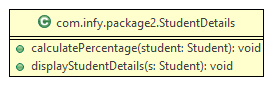 C com.infy.package2.StudentDetails
calculatePercentage(student: Student): void
displayStudentDetails(s: Student): void